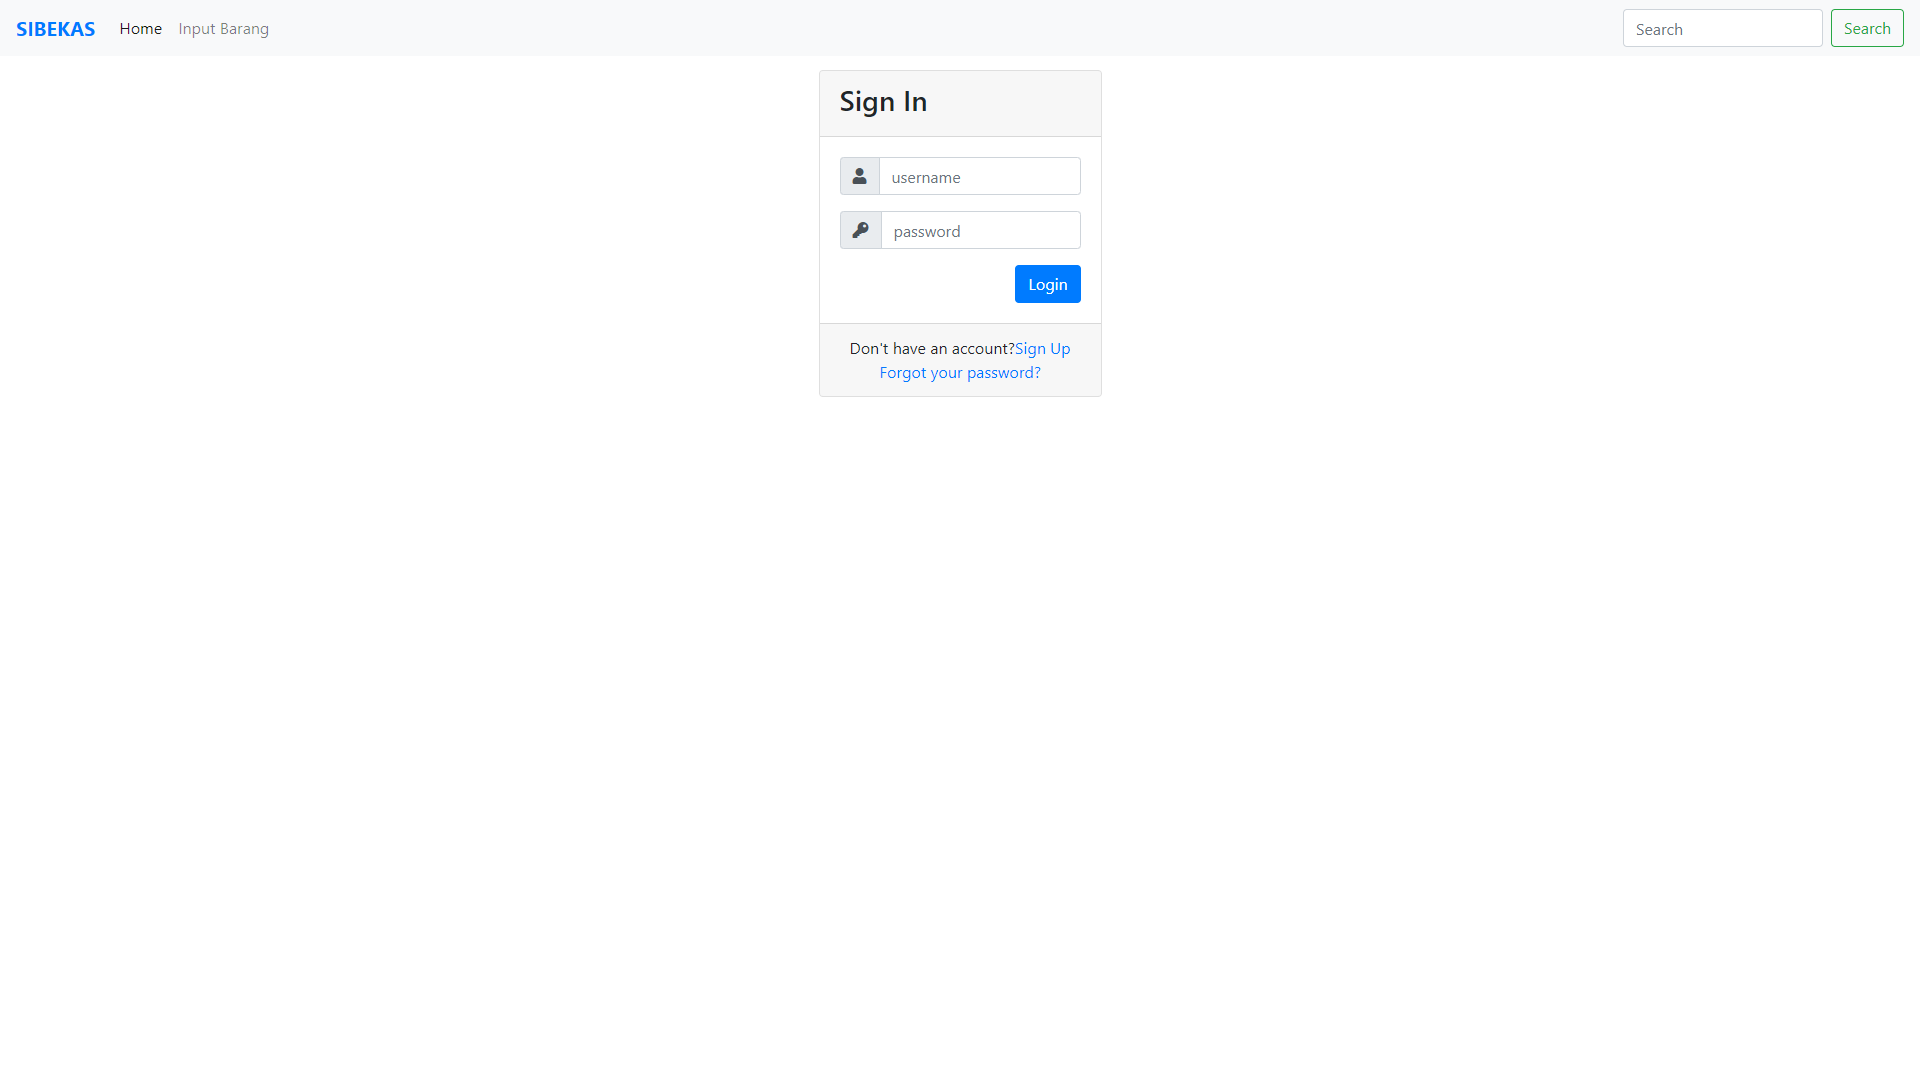 SIBEKAS Home Input Barang Search Search
Sign In
username
password
Login
Don't have an account?Sign Up
Forgot your password?